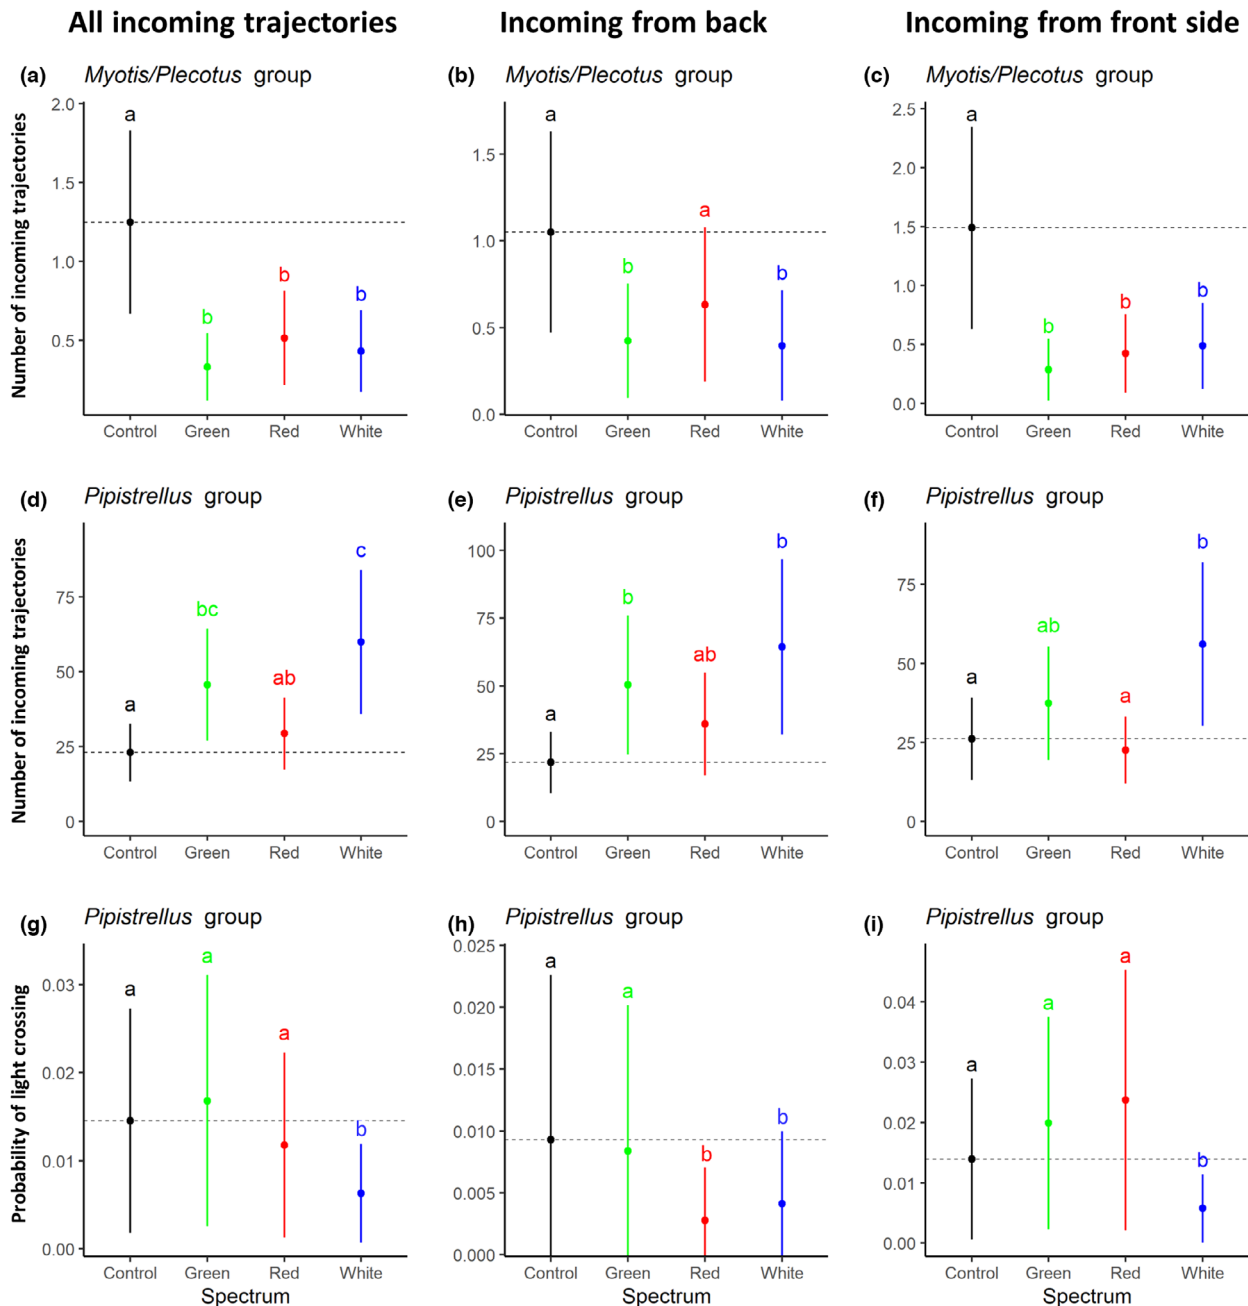 All incoming trajectories
Incoming from back
Incoming from front side
(a) Myotis/Plecotus group
Number of incoming trajectories
2.0
1.5
1.0
0.5
a
b
b
b
Control Green Red White
(b) Myotis/Plecotus group
1.5
1.0
0.5
0.0
a
b
a
b
Control Green Red White
(c) Myotis/Plecotus group
2.5
2.0
1.5
1.0
0.5
0.0
a
b
b
b
Control Green Red White
(d) Pipistrellus group
Number of incoming trajectories
75
50
25
0
a
bc
ab
c
Control Green Red White
(e) Pipistrellus group
100
75
50
25
0
a
b
ab
b
Control Green Red White
(f) Pipistrellus group
75
50
25
0
a
ab
a
b
Control Green Red White
(g) Pipistrellus group
Probability of light crossing
0.03
0.02
0.01
0.00
a
a
a
b
Control Green Red White
Spectrum
(h) Pipistrellus group
0.025
0.020
0.015
0.010
0.005
0.000
a
a
b
b
Control Green Red White
Spectrum
(i) Pipistrellus group
0.04
0.03
0.02
0.01
0.00
a
a
a
b
Control Green Red White
Spectrum